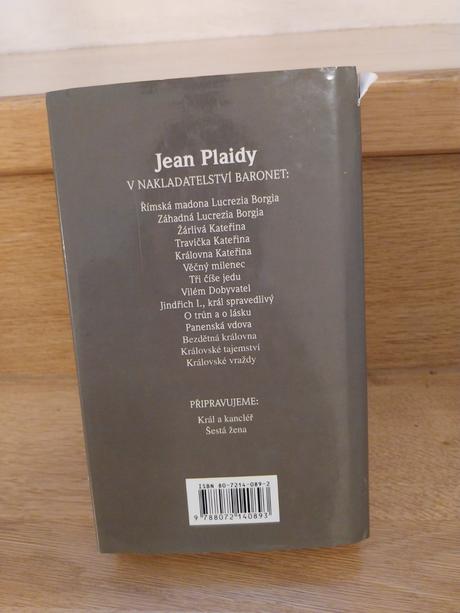 Jean Plaidy
V NAKLADATELSTVÍ BARONET:
Římská madona Lucrezia Borgia
Záhadná Lucrezia Borgia
Žárlivá Kateřina
Travička Kateřina
Královna Kateřina
Věčný milenec
Tři číše jedu
Vilém Dobyvatel
Jindřich I., král spravedlivý
O trůn a o lásku
Panenská vdova
Bezdětná královna
Královské tajemství
Královské vraždy
PŘIPRAVUJEME:
Král a kancléř
Šestá žena
ISBN 80-7214-089-2
9 788072 140893